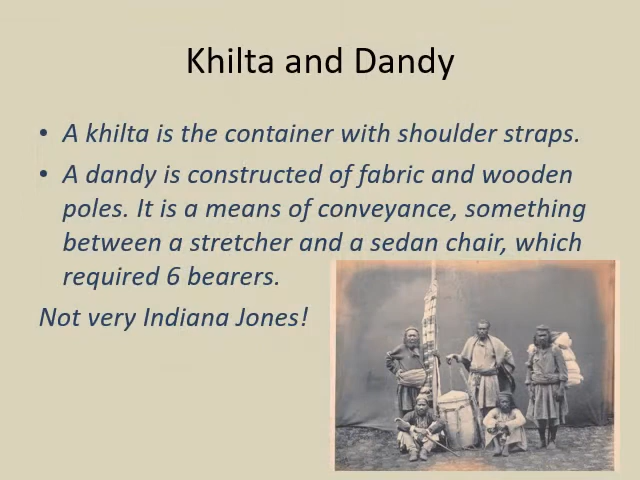 Khilta and Dandy
• A khilta is the container with shoulder straps.
• A dandy is constructed of fabric and wooden
poles. It is a means of conveyance, something
between a stretcher and a sedan chair, which
required 6 bearers.
Not very Indiana Jones!